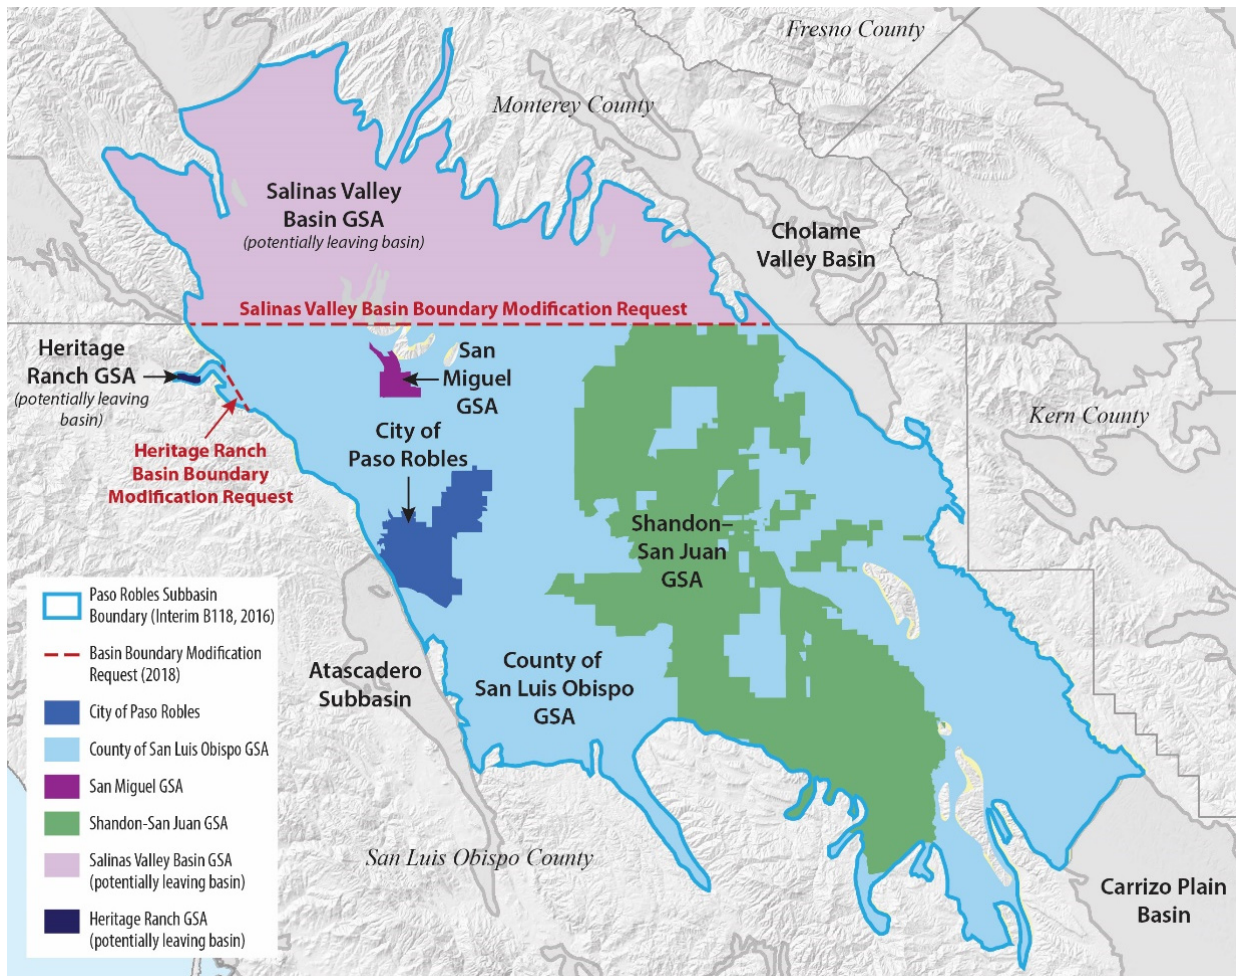 Fresno County
Monterey County
Salinas Valley
Basin GSA
(potentially leaving basin)
Cholame
Valley Basin
Salinas Valley Basin Boundary Modification Request
Heritage
Ranch GSA
(potentially leaving
basin)
San
Miguel
GSA
Kern County
City of
Paso Robles
Heritage Ranch
Basin Boundary
Modification Request
Shandon–
San Juan
GSA
Atascadero
Subbasin
County of
San Luis Obispo
GSA
San Luis Obispo County
Carrizo Plain
Basin
Paso Robles Subbasin
Boundary (Interim B118, 2016)
Basin Boundary Modification
Request (2018)
City of Paso Robles
County of San Luis Obispo GSA
San Miguel GSA
Shandon-San Juan GSA
Salinas Valley Basin GSA
(potentially leaving basin)
Heritage Ranch GSA
(potentially leaving basin)